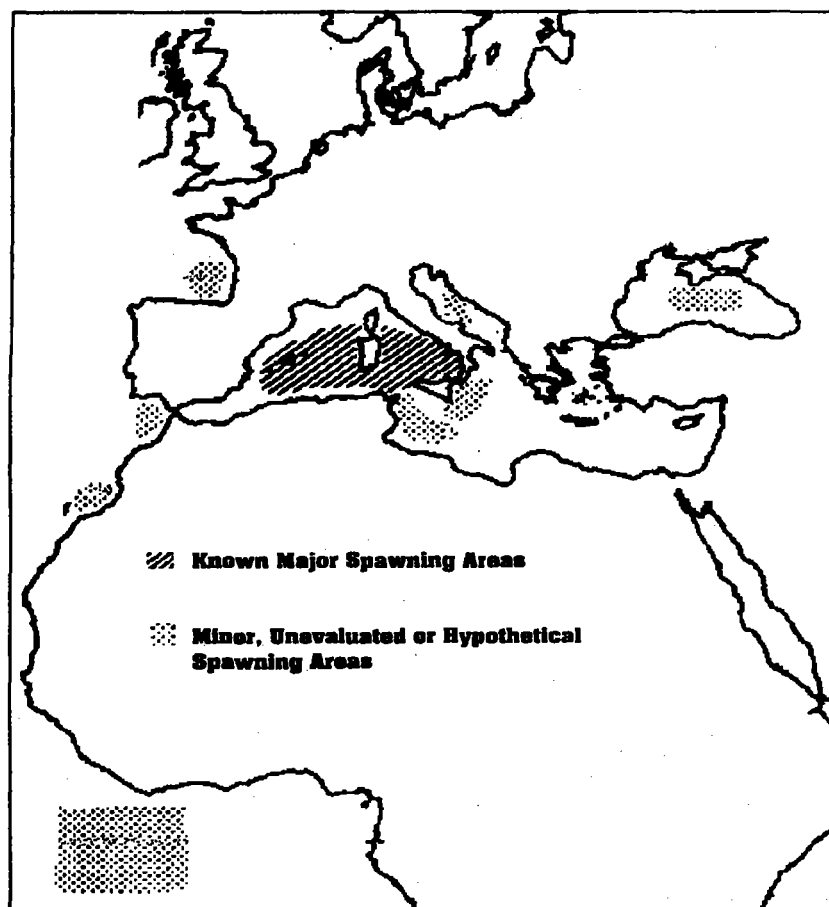 Known Major Spawning Areas
Minor, Unevaluated or Hypothetical
Spawning Areas